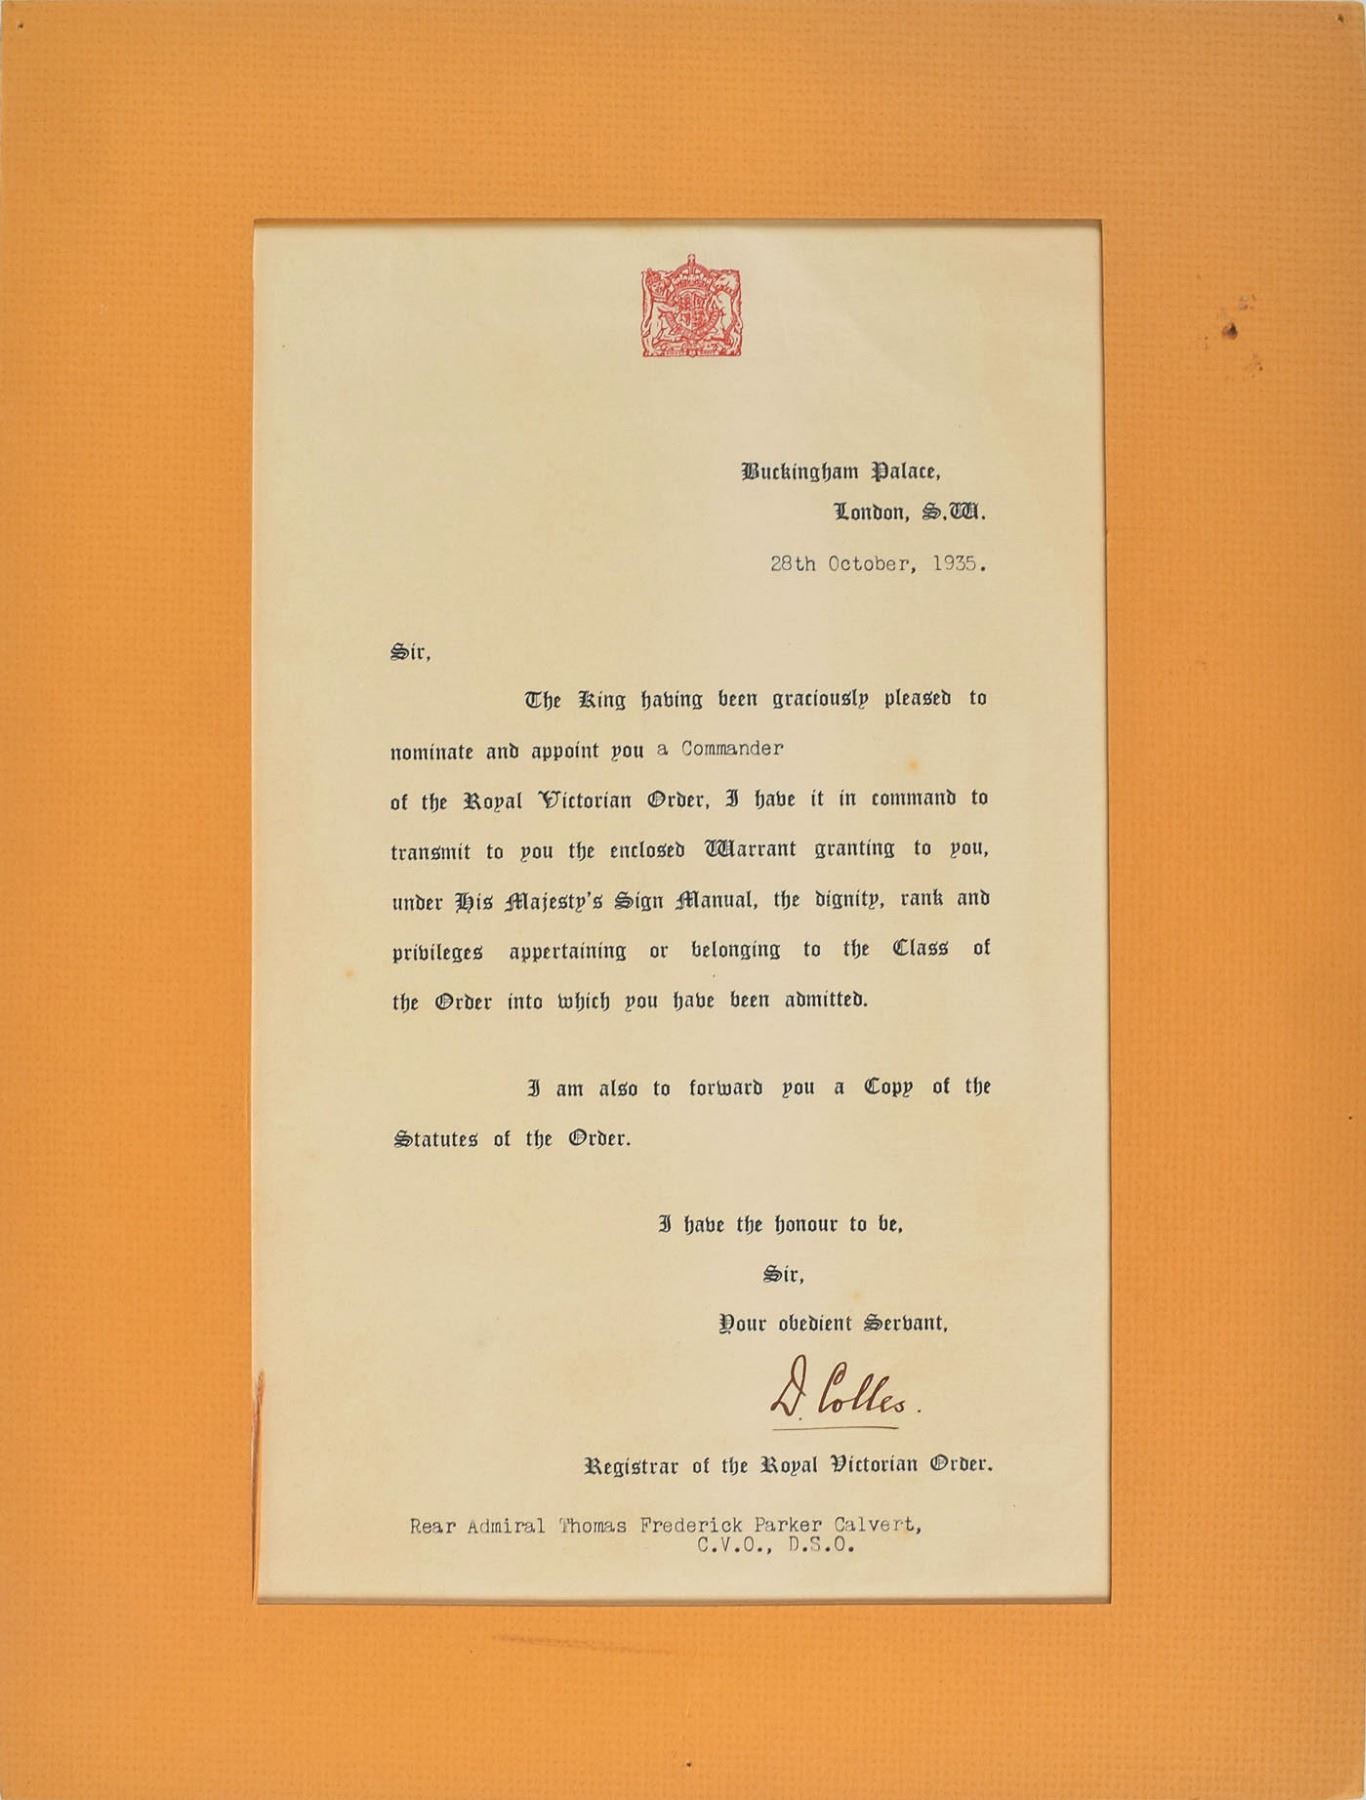 Buckingham Palace,
London, S.W.
28th October, 1935.
Sir,
The King having been graciously pleased to
nominate and appoint you a Commander
of the Royal Victorian Order, I have it in command to
transmit to you the enclosed Warrant granting to you,
under His Majesty's Sign Manual, the dignity, rank and
privileges appertaining or belonging to the Class of
the Order into which you have been admitted.
I am also to forward you a Copy of the
Statutes of the Order.
I have the honour to be,
Sir,
Your obedient Servant,
D. Colles.
Registrar of the Royal Victorian Order.
Rear Admiral Thomas Frederick Parker Calvert,
C.V.O., D.S.O.